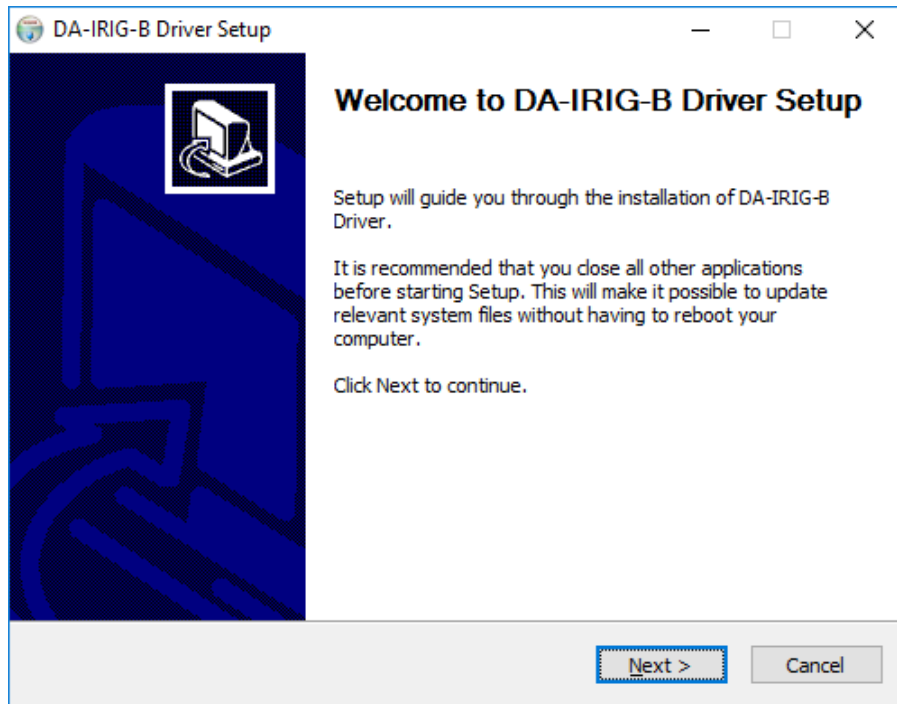 DA-IRIG-B Driver Setup
Welcome to DA-IRIG-B Driver Setup
Setup will guide you through the installation of DA-IRIG-B
Driver.
It is recommended that you close all other applications
before starting Setup. This will make it possible to update
relevant system files without having to reboot your
computer.
Click Next to continue.
Next >
Cancel